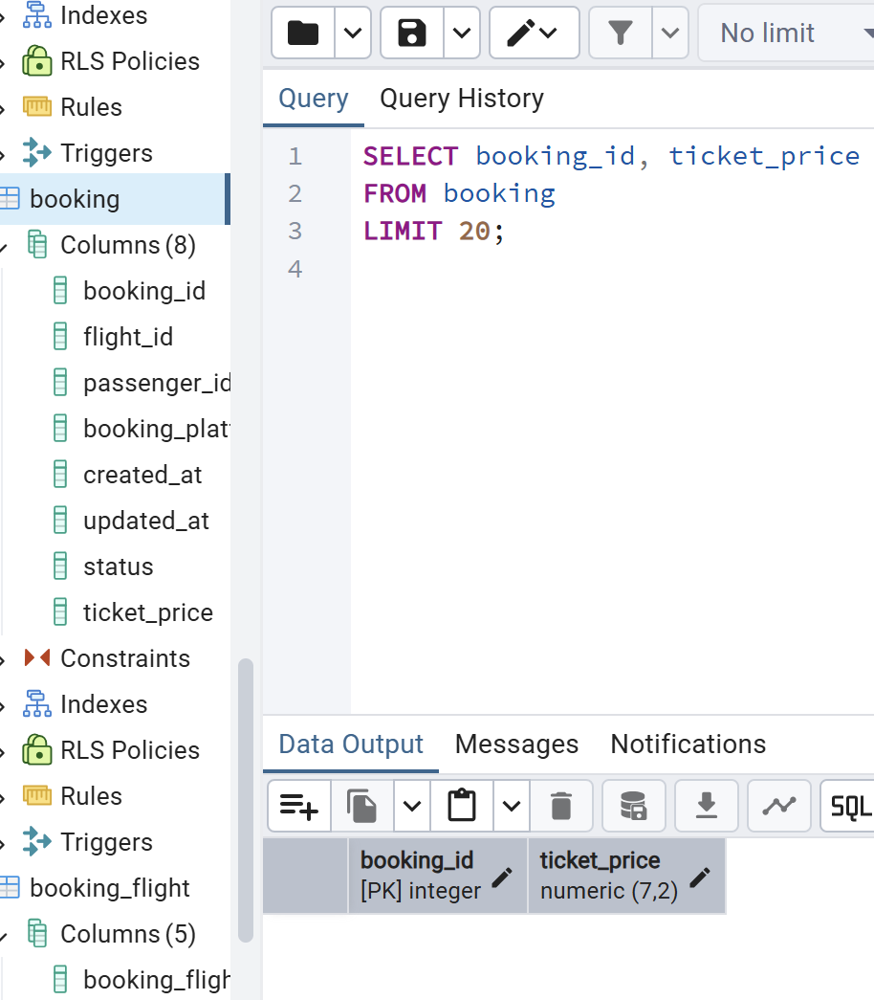 Indexes
RLS Policies
Rules
Triggers
booking
Columns (8)
booking_id
flight_id
passenger_id
booking_plat
created_at
updated_at
status
ticket_price
Constraints
Indexes
RLS Policies
Rules
Triggers
booking_flight
Columns (5)
booking_fligh
No limit
Query Query History
1 SELECT booking_id, ticket_price
2 FROM booking
3 LIMIT 20;
4
Data Output Messages Notifications
SQL
booking_id ticket_price
[PK] integer numeric (7,2)